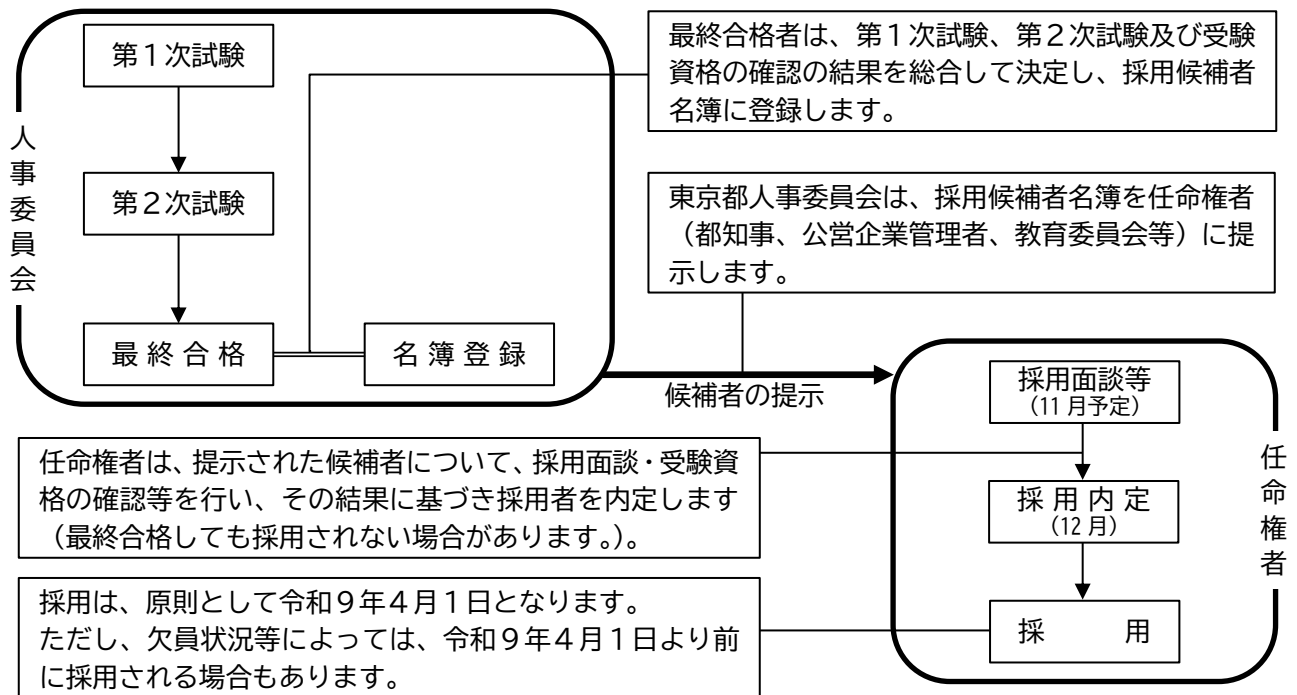 人事委員会
第1次試験
第2次試験
最終合格
名簿登録
最終合格者は、第1次試験、第2次試験及び受験
資格の確認の結果を総合して決定し、採用候補者
名簿に登録します。
東京都人事委員会は、採用候補者名簿を任命権者
（都知事、公営企業管理者、教育委員会等）に提
示します。
候補者の提示
任命権者
採用面談等
（11月予定）
任命権者は、提示された候補者について、採用面談・受験資
格の確認等を行い、その結果に基づき採用者を内定します
（最終合格しても採用されない場合があります。）。
採用内定
（12月）
採用は、原則として令和9年4月1日となります。
ただし、欠員状況等によっては、令和9年4月1日より前
に採用される場合もあります。
採用